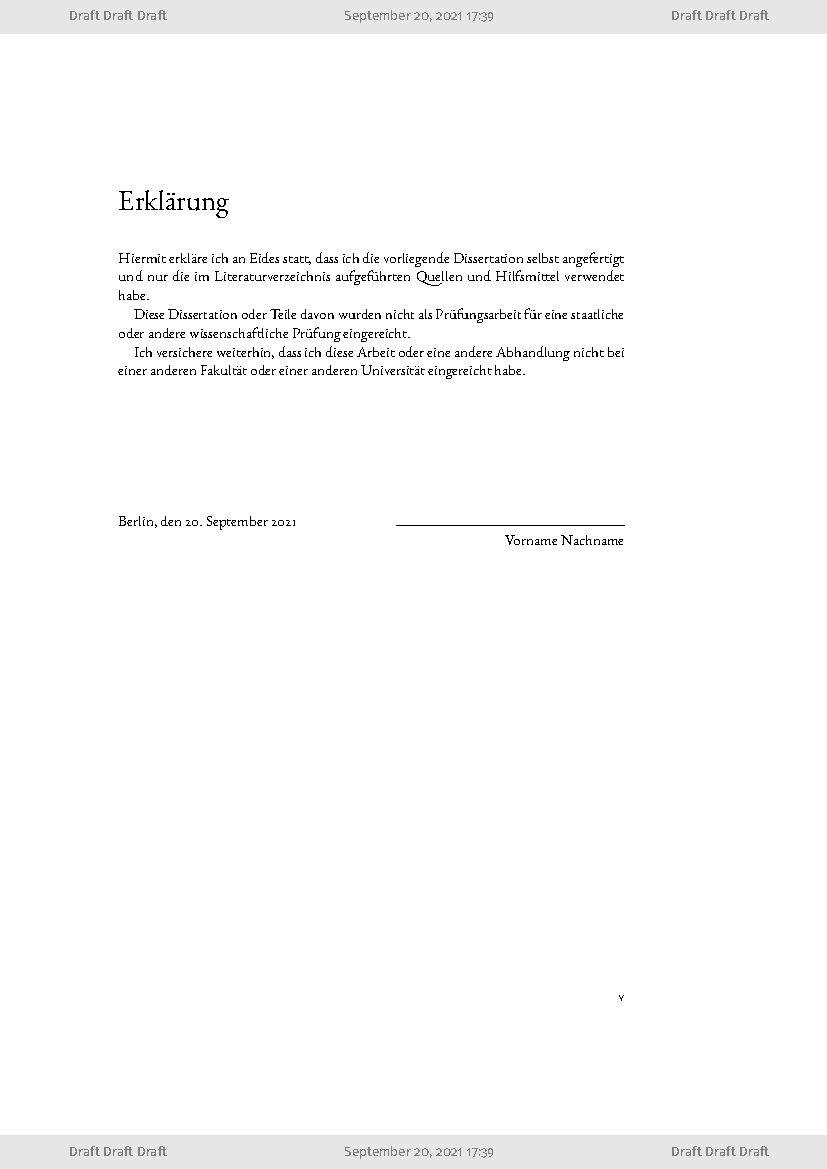 Draft Draft Draft September 20, 2021 17:39 Draft Draft Draft
Erklärung
Hiermit erkläre ich an Eides statt, dass ich die vorliegende Dissertation selbst angefertigt
und nur die im Literaturverzeichnis aufgeführten Quellen und Hilfsmittel verwendet
habe.
Diese Dissertation oder Teile davon wurden nicht als Prüfungsarbeit für eine staatliche
oder andere wissenschaftliche Prüfung eingereicht.
Ich versichere weiterhin, dass ich diese Arbeit oder eine andere Abhandlung nicht bei
einer anderen Fakultät oder einer anderen Universität eingereicht habe.
Berlin, den 20. September 2021
Vorname Nachname
v
Draft Draft Draft September 20, 2021 17:39 Draft Draft Draft